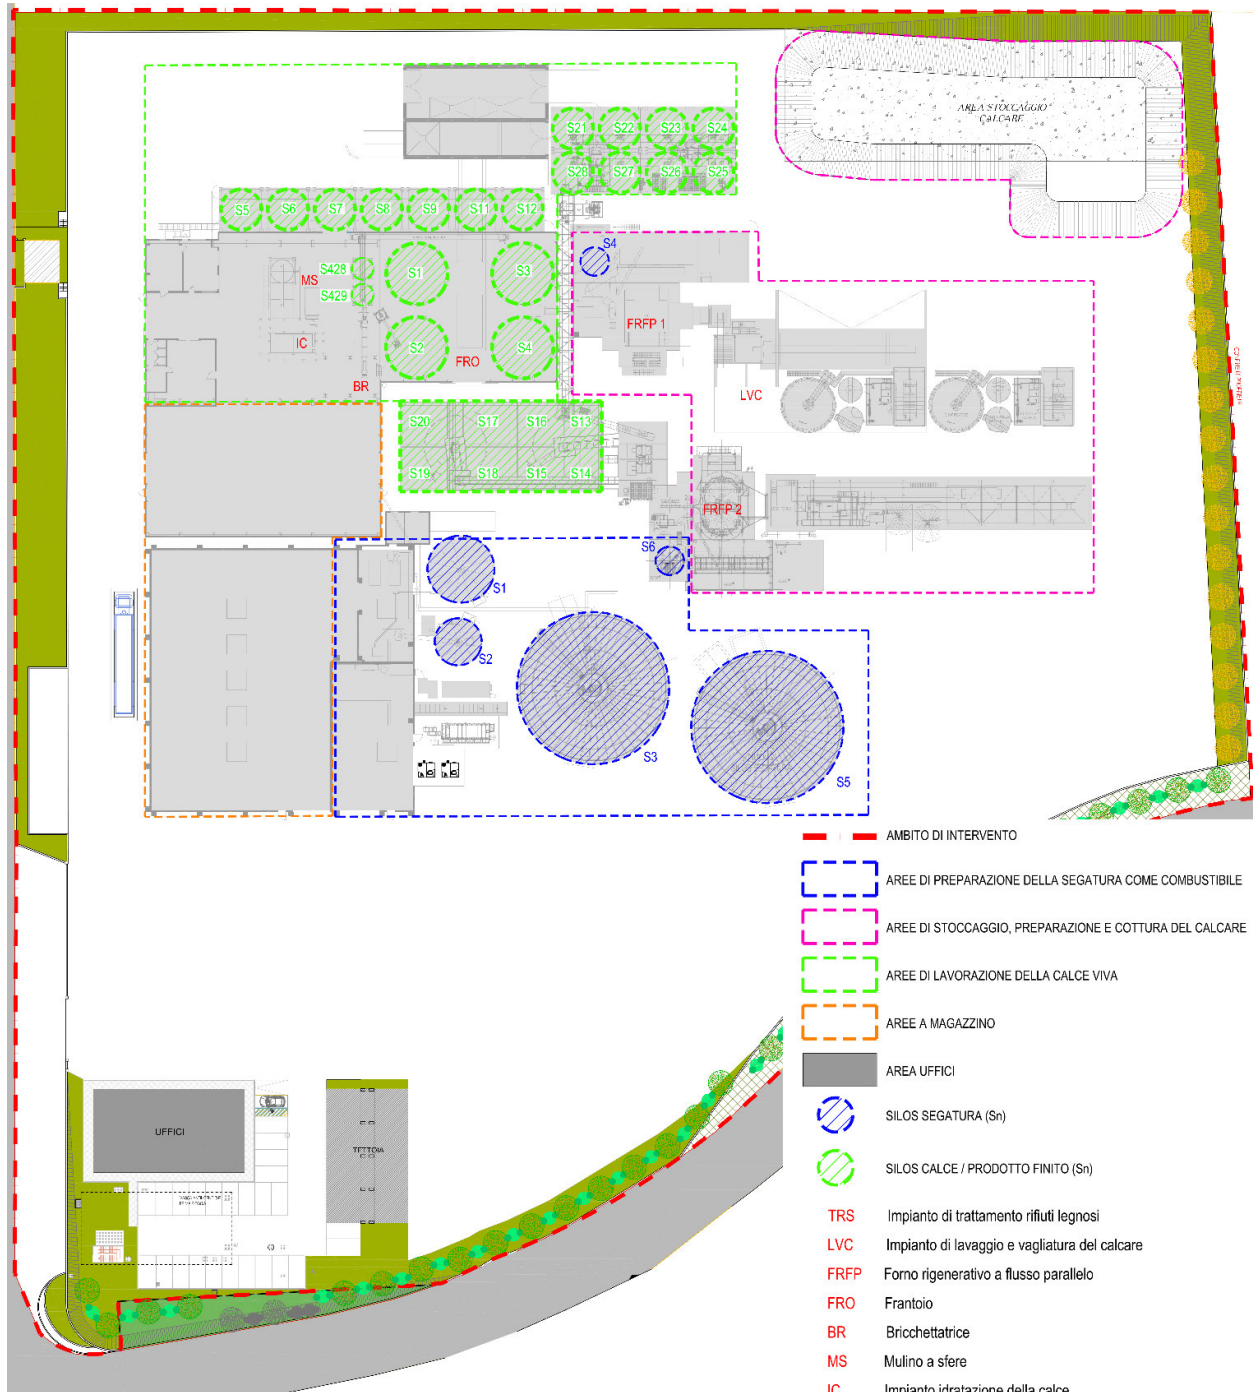 AREA STOCCAGGIO
CALCARE
S21 S22 S23 S24
S28 S27 S26 S25
S5 S6 S7 S8 S9 S11 S12
S4
S428
MS
S429
S1
S3
IC
S2
S4
FRO
BR
FRFP 1
LVC
S20 S17 S16 S13
S19 S18 S15 S14
FRFP 2
S6
S1
S2
S3
S5
AMBITO DI INTERVENTO
AREE DI PREPARAZIONE DELLA SEGATURA COME COMBUSTIBILE
AREE DI STOCCAGGIO, PREPARAZIONE E COTTURA DEL CALCARE
AREE DI LAVORAZIONE DELLA CALCE VIVA
AREE A MAGAZZINO
AREA UFFICI
SILOS SEGATURA (Sn)
SILOS CALCE / PRODOTTO FINITO (Sn)
TRS Impianto di trattamento rifiuti legnosi
LVC Impianto di lavaggio e vagliatura del calcare
FRFP Forno rigenerativo a flusso parallelo
FRO Frantoio
BR Bricchettatrice
MS Mulino a sfere
IC Impianto idratazione della calce
UFFICI
TETTOIA